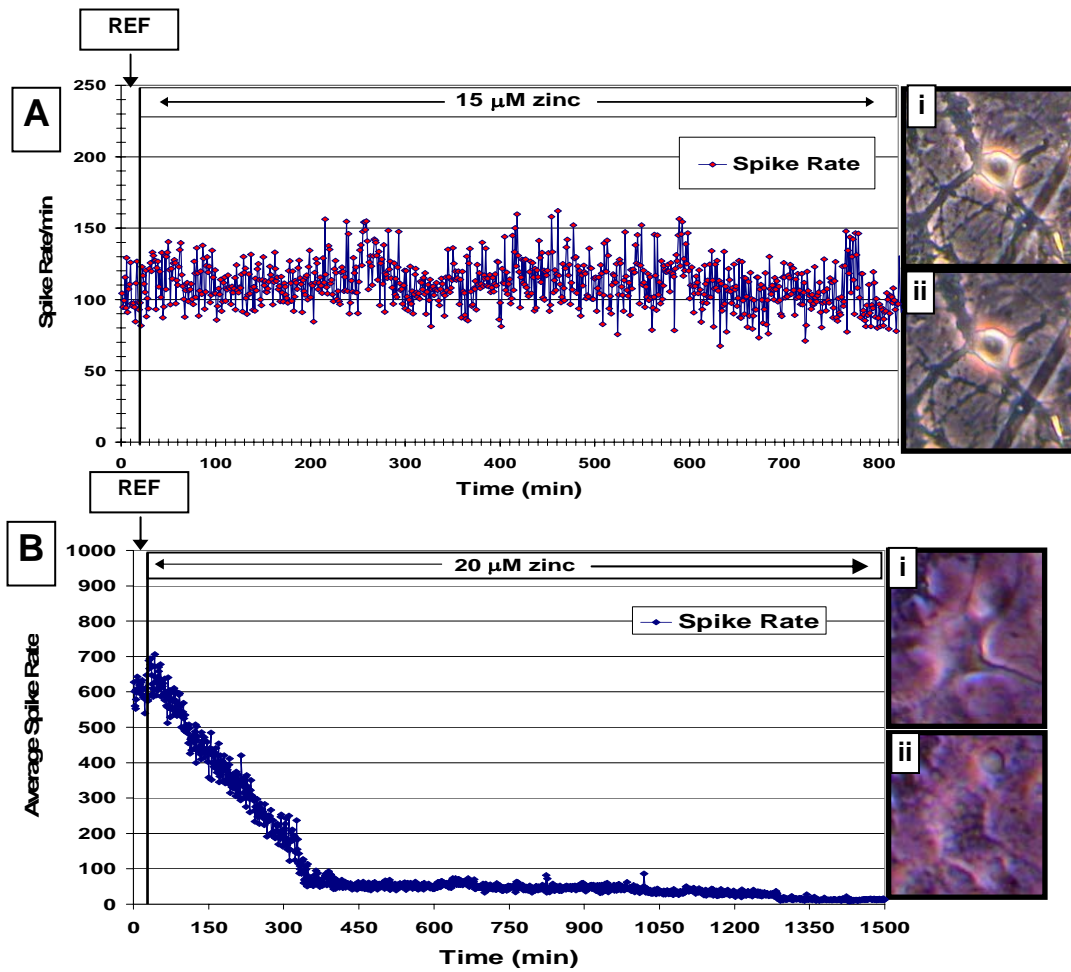 REF
A
250
200
150
100
50
0
Spike Rate/min
15 μM zinc
Spike Rate
0 100 200 300 400 500 600 700 800
Time (min)
i
ii
REF
B
1000
900
800
700
600
500
400
300
200
100
0
Average Spike Rate
20 μM zinc
Spike Rate
0 150 300 450 600 750 900 1050 1200 1350 1500
Time (min)
i
ii